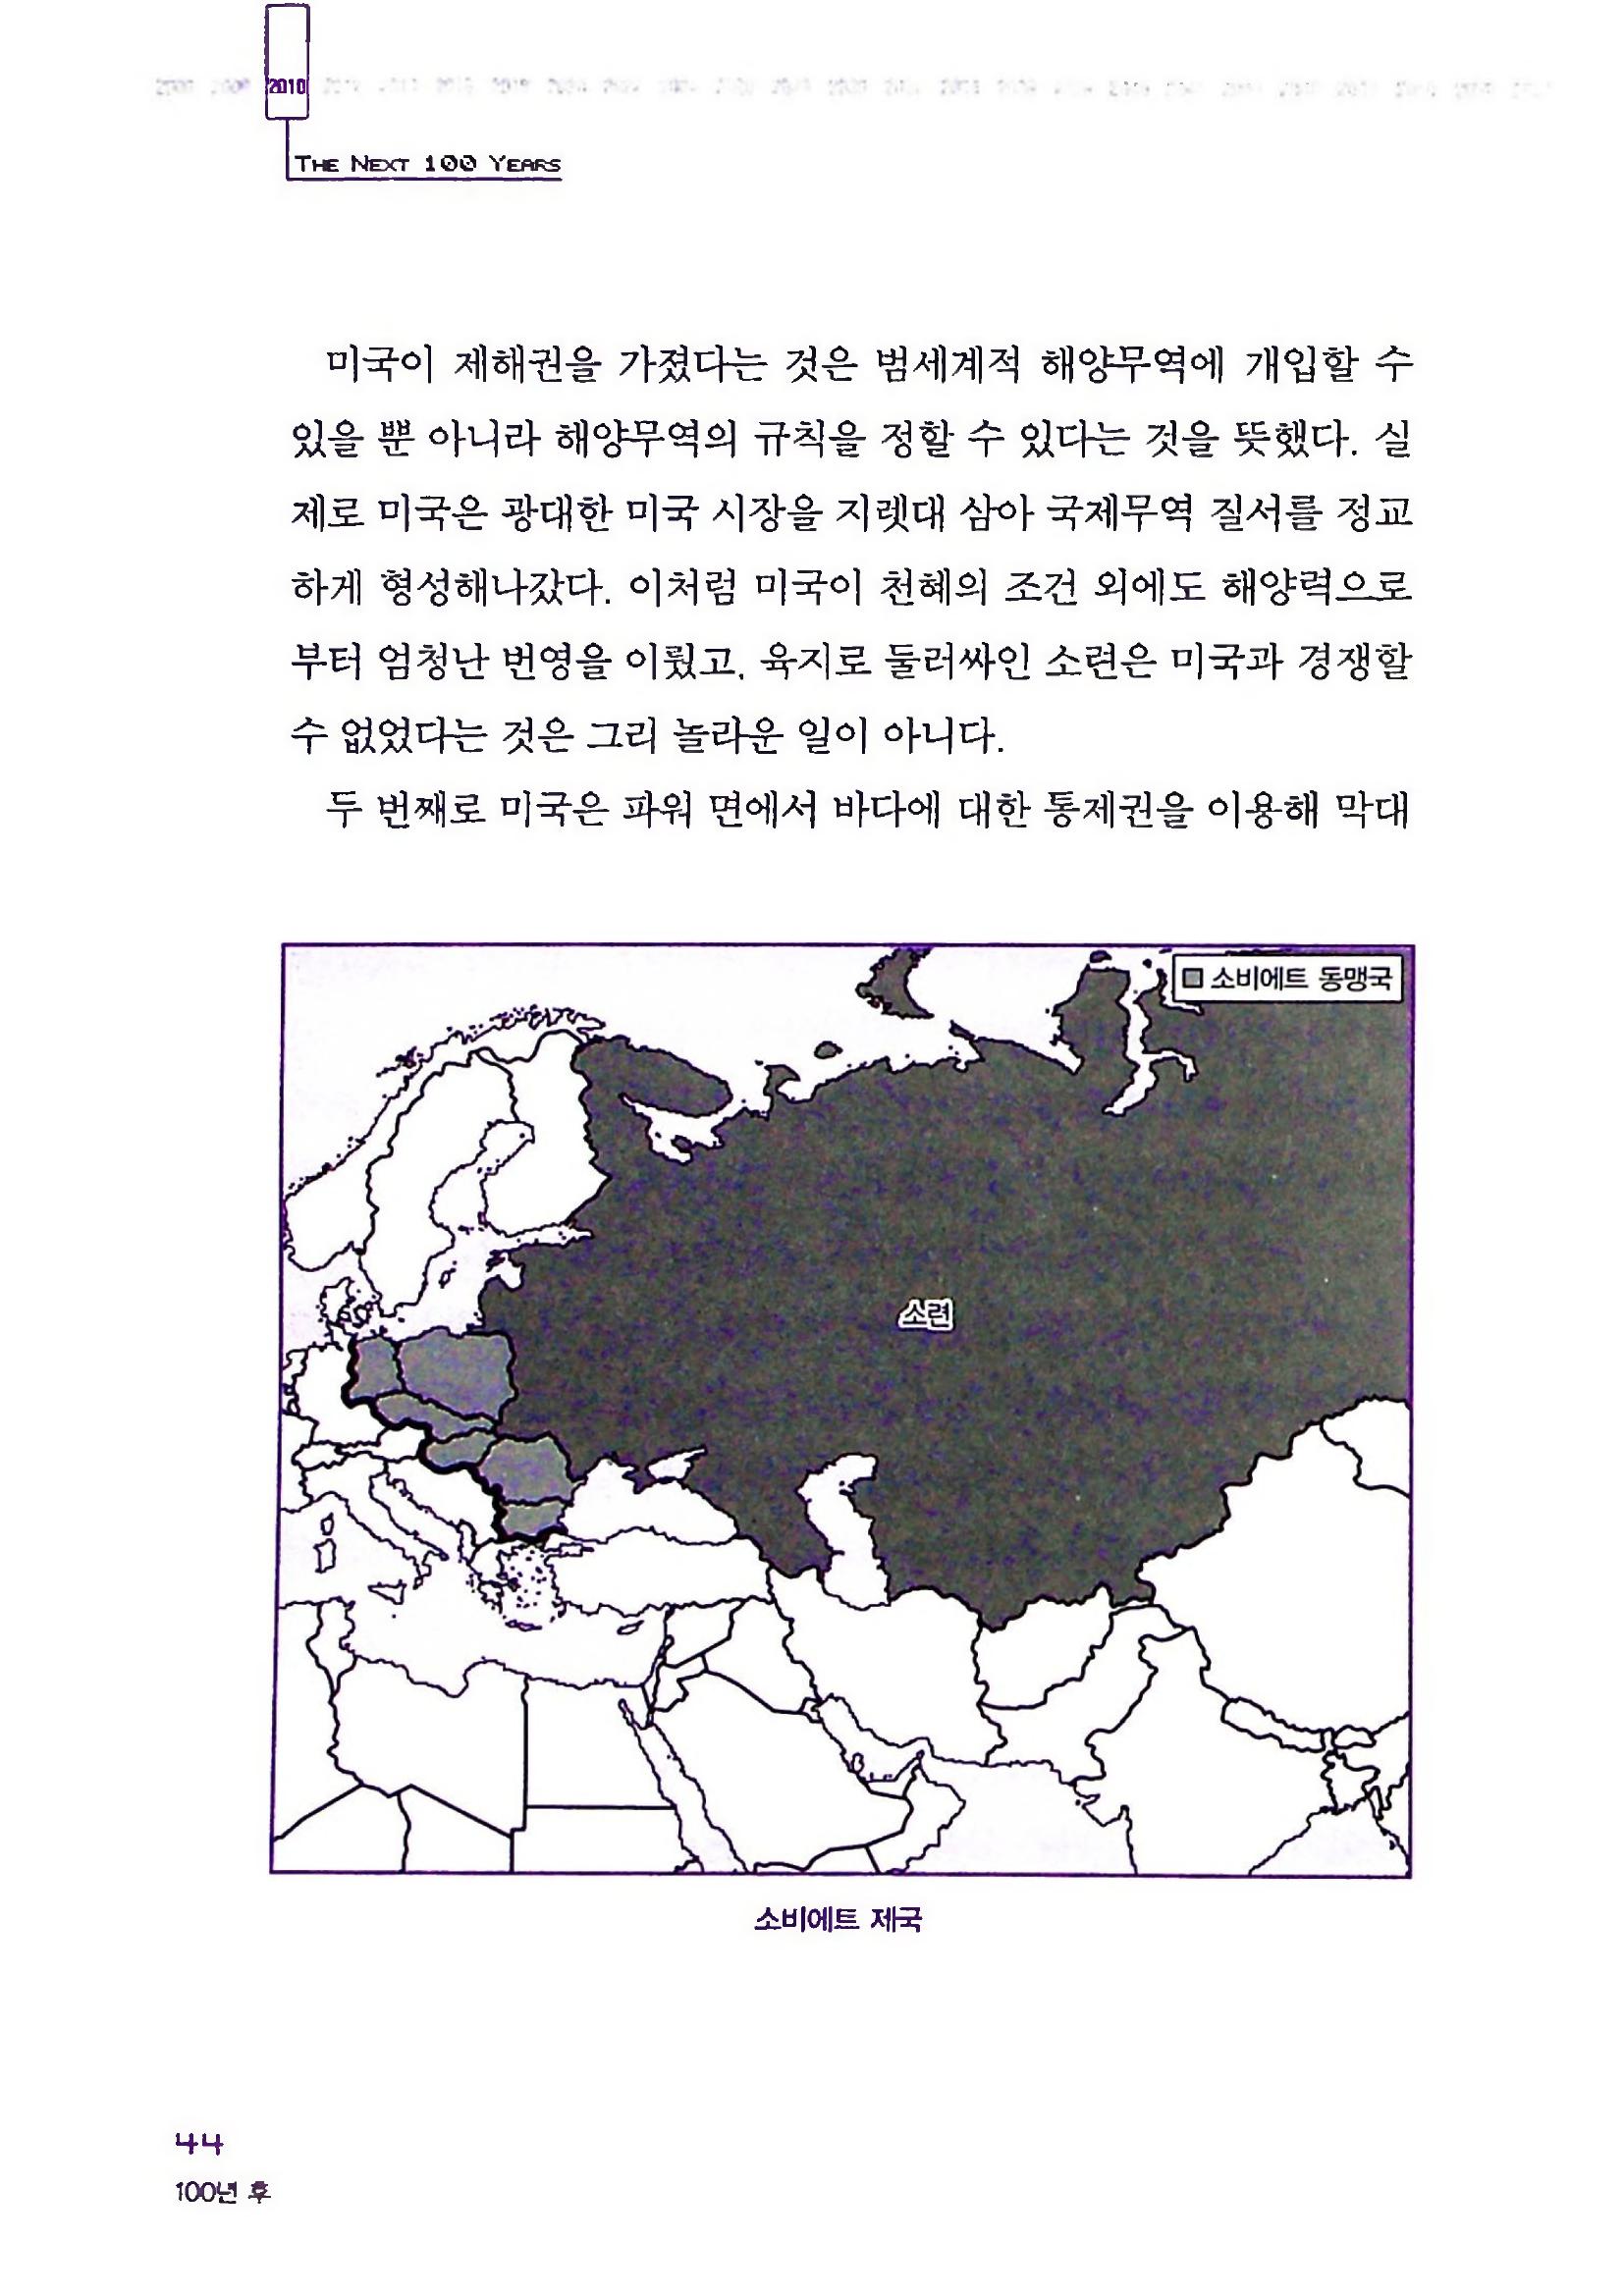 2010
THE NEXT 100 YEARS
미국이 제해권을 가졌다는 것은 범세계적 해양무역에 개입할 수
있을 뿐 아니라 해양무역의 규칙을 정할 수 있다는 것을 뜻했다. 실
제로 미국은 광대한 미국 시장을 지렛대 삼아 국제무역 질서를 정교
하게 형성해나갔다. 이처럼 미국이 천혜의 조건 외에도 해양력으로
부터 엄청난 번영을 이뤘고, 육지로 둘러싸인 소련은 미국과 경쟁할
수 없었다는 것은 그리 놀라운 일이 아니다.
두 번째로 미국은 파워 면에서 바다에 대한 통제권을 이용해 막대
소비에트 동맹국
소련
소비에트 제국
44
100년 후